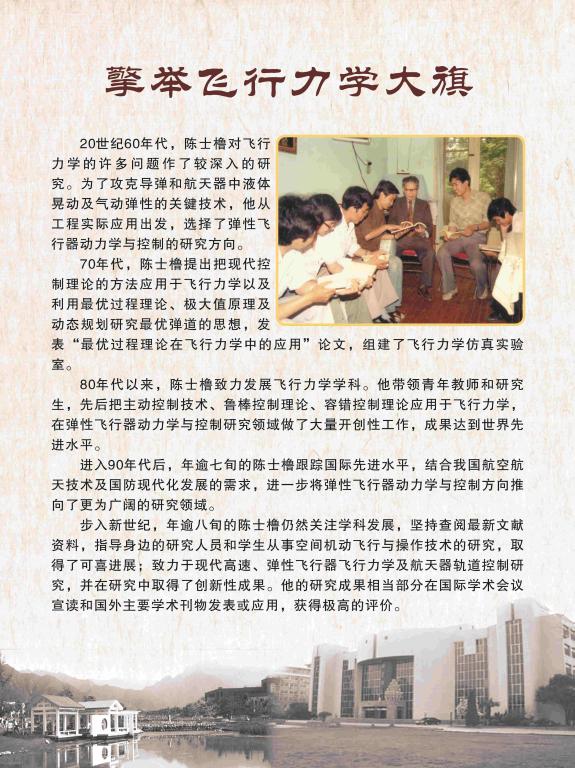 擎举飞行力学大旗
20世纪60年代，陈士橹对飞行
力学的许多问题作了较深入的研
究。为了攻克导弹和航天器中液体
晃动及气动弹性的关键技术，他从
工程实际应用出发，选择了弹性飞
行器动力学与控制的研究方向。
70年代，陈士橹提出把现代控
制理论的方法应用于飞行力学以及
利用最优过程理论、极大值原理及
动态规划研究最优弹道的思想，发
表“最优过程理论在飞行力学中的应用”论文，组建了飞行力学仿真实验
室。
80年代以来，陈士橹致力发展飞行力学学科。他带领青年教师和研究
生，先后把主动控制技术、鲁棒控制理论、容错控制理论应用于飞行力学，
在弹性飞行器动力学与控制研究领域做了大量开创性工作，成果达到世界先
进水平。
进入90年代后，年逾七旬的陈士橹跟踪国际先进水平，结合我国航空航
天技术及国防现代化发展的需求，进一步将弹性飞行器动力学与控制方向推
向了更为广阔的研究领域。
步入新世纪，年逾八旬的陈士橹仍然关注学科发展，坚持查阅最新文献
资料，指导身边的研究人员和学生从事空间机动飞行与操作技术的研究，取
得了可喜进展；致力于现代高速、弹性飞行器飞行力学及航天器轨道控制研
究，并在研究中取得了创新性成果。他的研究成果相当部分在国际学术会议
宣读和国外主要学术刊物发表或应用，获得极高的评价。